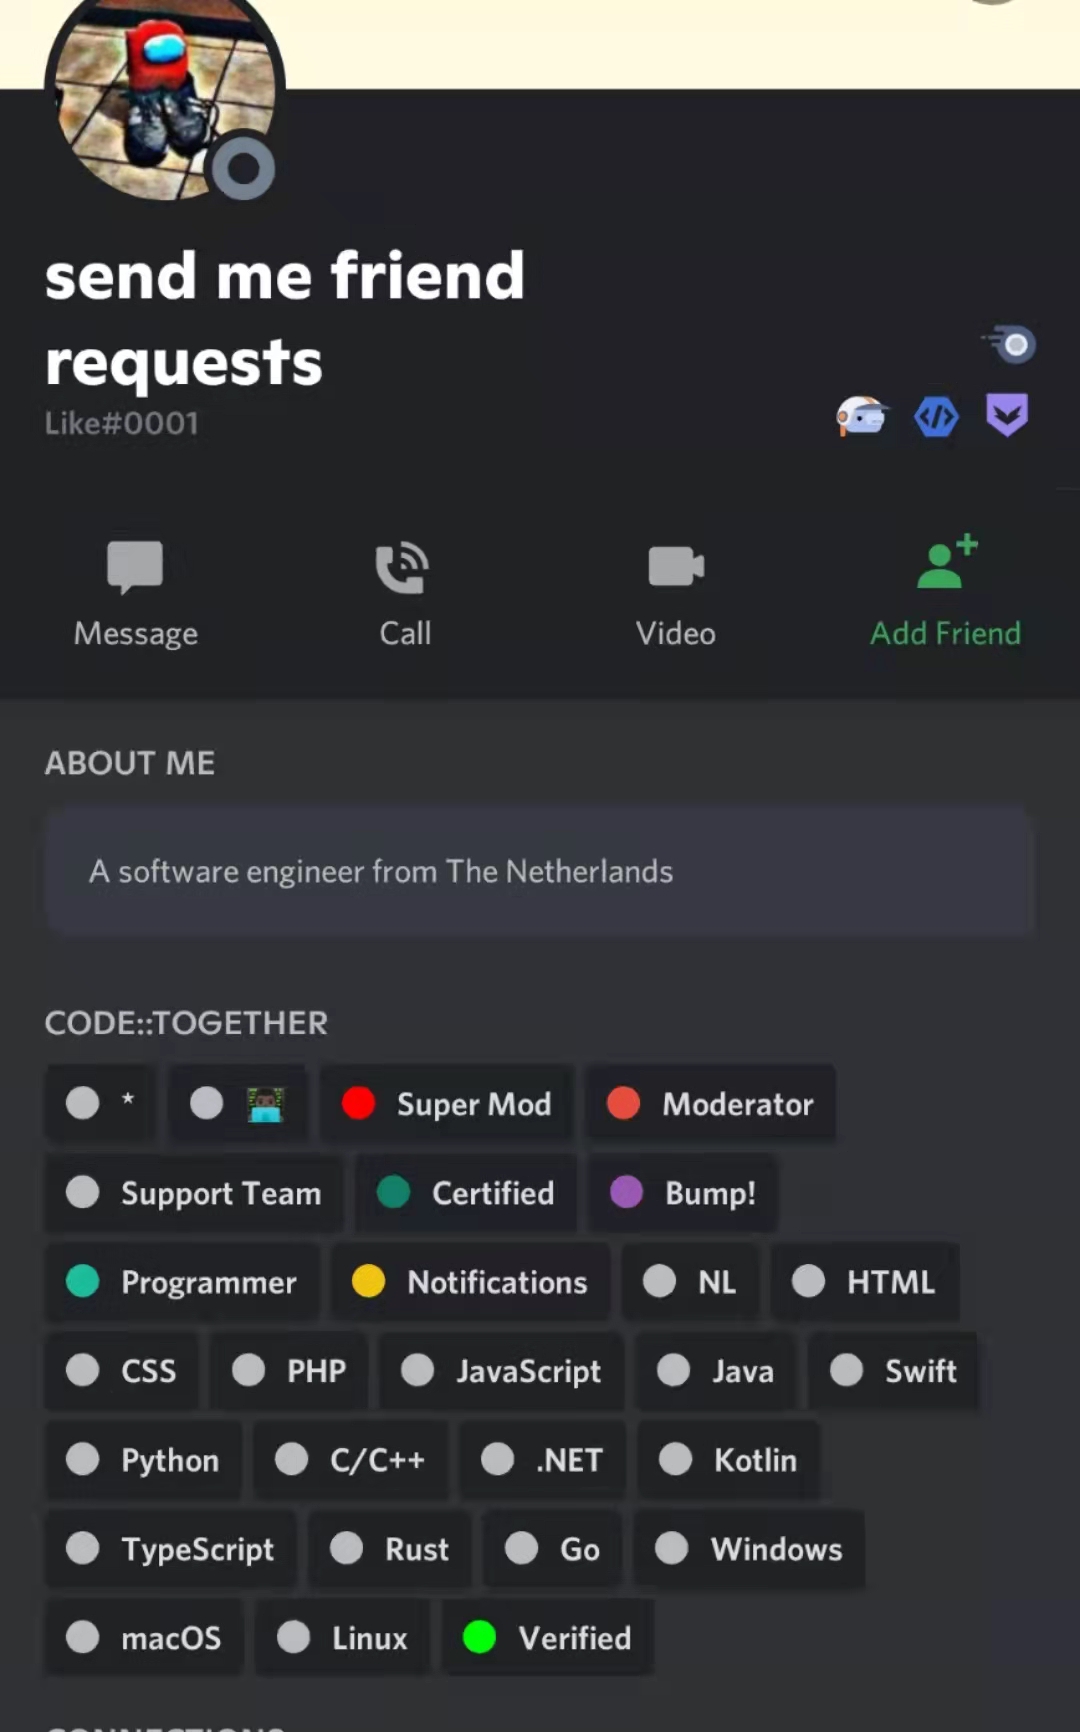 send me friend
requests
Like#0001
Message Call Video Add Friend
ABOUT ME
A software engineer from The Netherlands
CODE::TOGETHER
* Super Mod Moderator
Support Team Certified Bump!
Programmer Notifications NL HTML
CSS PHP JavaScript Java Swift
Python C/C++ .NET Kotlin
TypeScript Rust Go Windows
macOS Linux Verified
CONNECTIONS